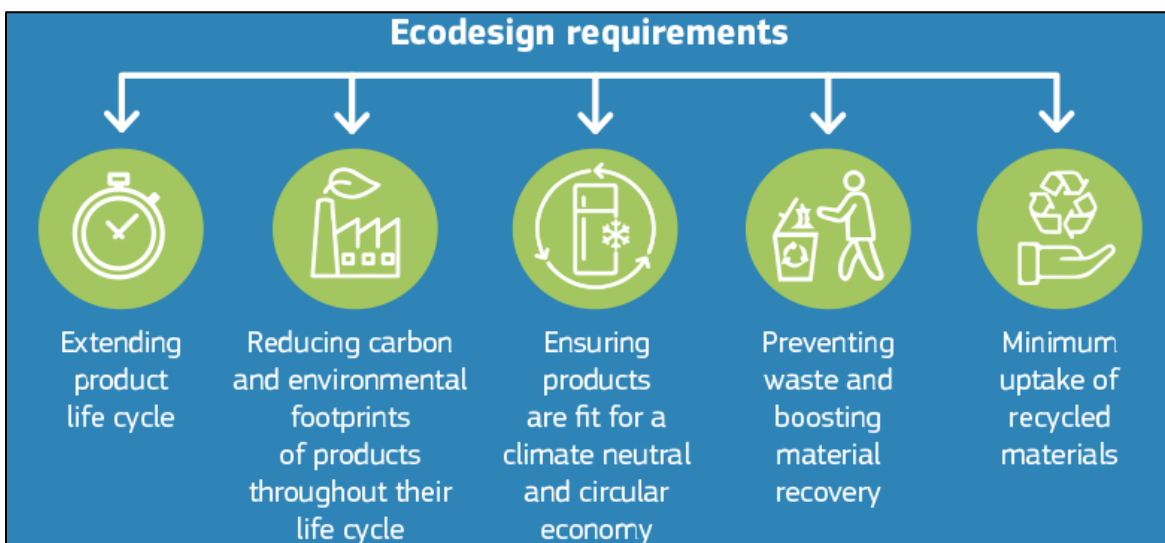 Ecodesign requirements
Extending
product
life cycle
Reducing carbon
and environmental
footprints
of products
throughout their
life cycle
Ensuring
products
are fit for a
climate neutral
and circular
economy
Preventing
waste and
boosting
material
recovery
Minimum
uptake of
recycled
materials